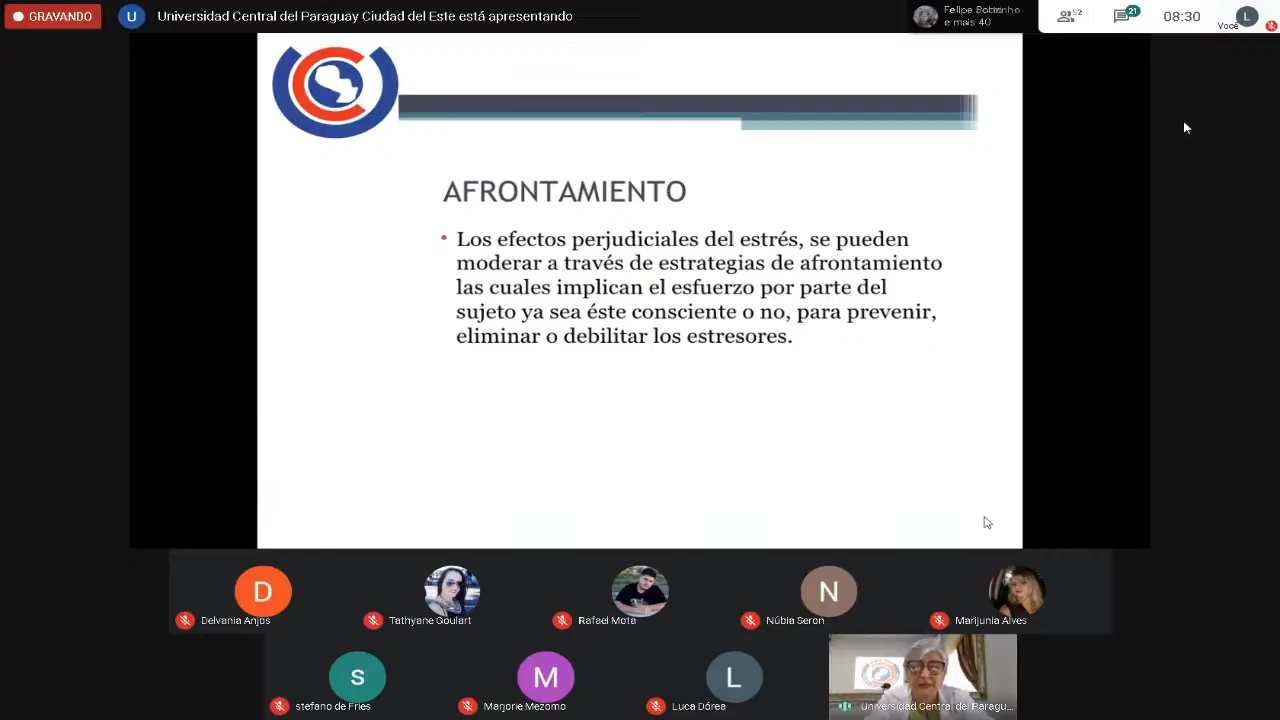 GRAVANDO
U
Universidad Central del Paraguay Ciudad del Este está apresentando
e mais 40
52
21
08:30
Você
L
AFRONTAMIENTO
• Los efectos perjudiciales del estrés, se pueden
moderar a través de estrategias de afrontamiento
las cuales implican el esfuerzo por parte del
sujeto ya sea éste consciente o no, para prevenir,
eliminar o debilitar los estresores.
D
N
Delvania Anjos
Tathyane Goulart
Rafael Mota
Núbia Seron
Marijunia Alves
s
M
L
stefano de Fries
Marjorie Mezomo
Luca Dórea
Universidad Central del Paragu...